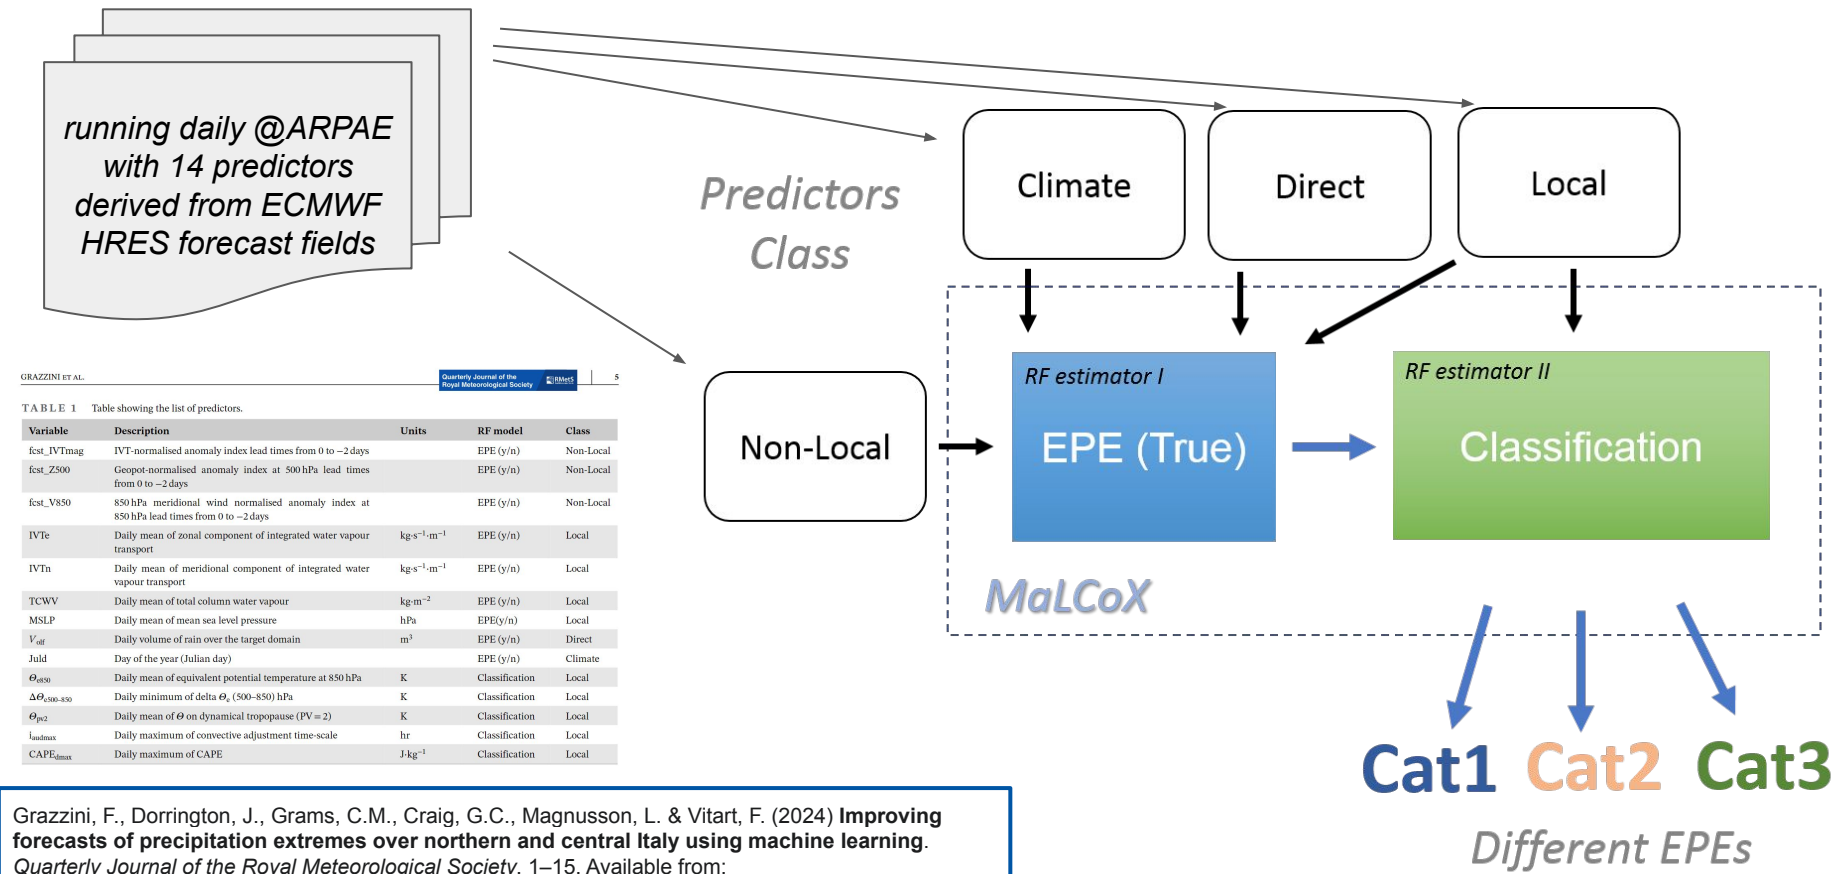 running daily @ARPAE
with 14 predictors
derived from ECMWF
HRES forecast fields
Predictors
Class
Climate
Direct
Local
Non-Local
RF estimator I
EPE (True)
RF estimator II
Classification
MaLCoX
Cat1 Cat2 Cat3
Different EPEs
GRAZZINI ET AL.
Quarterly Journal of the
Royal Meteorological Society
RMetS
5
TABLE 1 Table showing the list of predictors.
Variable Description Units RF model Class
fcst_IVTmag IVT-normalised anomaly index lead times from 0 to −2 days EPE (y/n) Non-Local
fcst_Z500 Geopot-normalised anomaly index at 500 hPa lead times EPE (y/n) Non-Local
from 0 to −2 days
fcst_V850 850 hPa meridional wind normalised anomaly index at EPE (y/n) Non-Local
850 hPa lead times from 0 to −2 days
IVTe Daily mean of zonal component of integrated water vapour kg·s⁻¹·m⁻¹ EPE (y/n) Local
transport
IVTn Daily mean of meridional component of integrated water kg·s⁻¹·m⁻¹ EPE (y/n) Local
vapour transport
TCWV Daily mean of total column water vapour kg·m⁻² EPE (y/n) Local
MSLP Daily mean of mean sea level pressure hPa EPE(y/n) Local
Volf Daily volume of rain over the target domain m³ EPE (y/n) Direct
Juld Day of the year (Julian day) EPE (y/n) Climate
Θe850 Daily mean of equivalent potential temperature at 850 hPa K Classification Local
ΔΘe500–850 Daily minimum of delta Θe (500–850) hPa K Classification Local
Θpv2 Daily mean of Θ on dynamical tropopause (PV = 2) K Classification Local
iaudmax Daily maximum of convective adjustment time-scale hr Classification Local
CAPEdmax Daily maximum of CAPE J·kg⁻¹ Classification Local
Grazzini, F., Dorrington, J., Grams, C.M., Craig, G.C., Magnusson, L. & Vitart, F. (2024) Improving
forecasts of precipitation extremes over northern and central Italy using machine learning.
Quarterly Journal of the Royal Meteorological Society, 1–15. Available from: